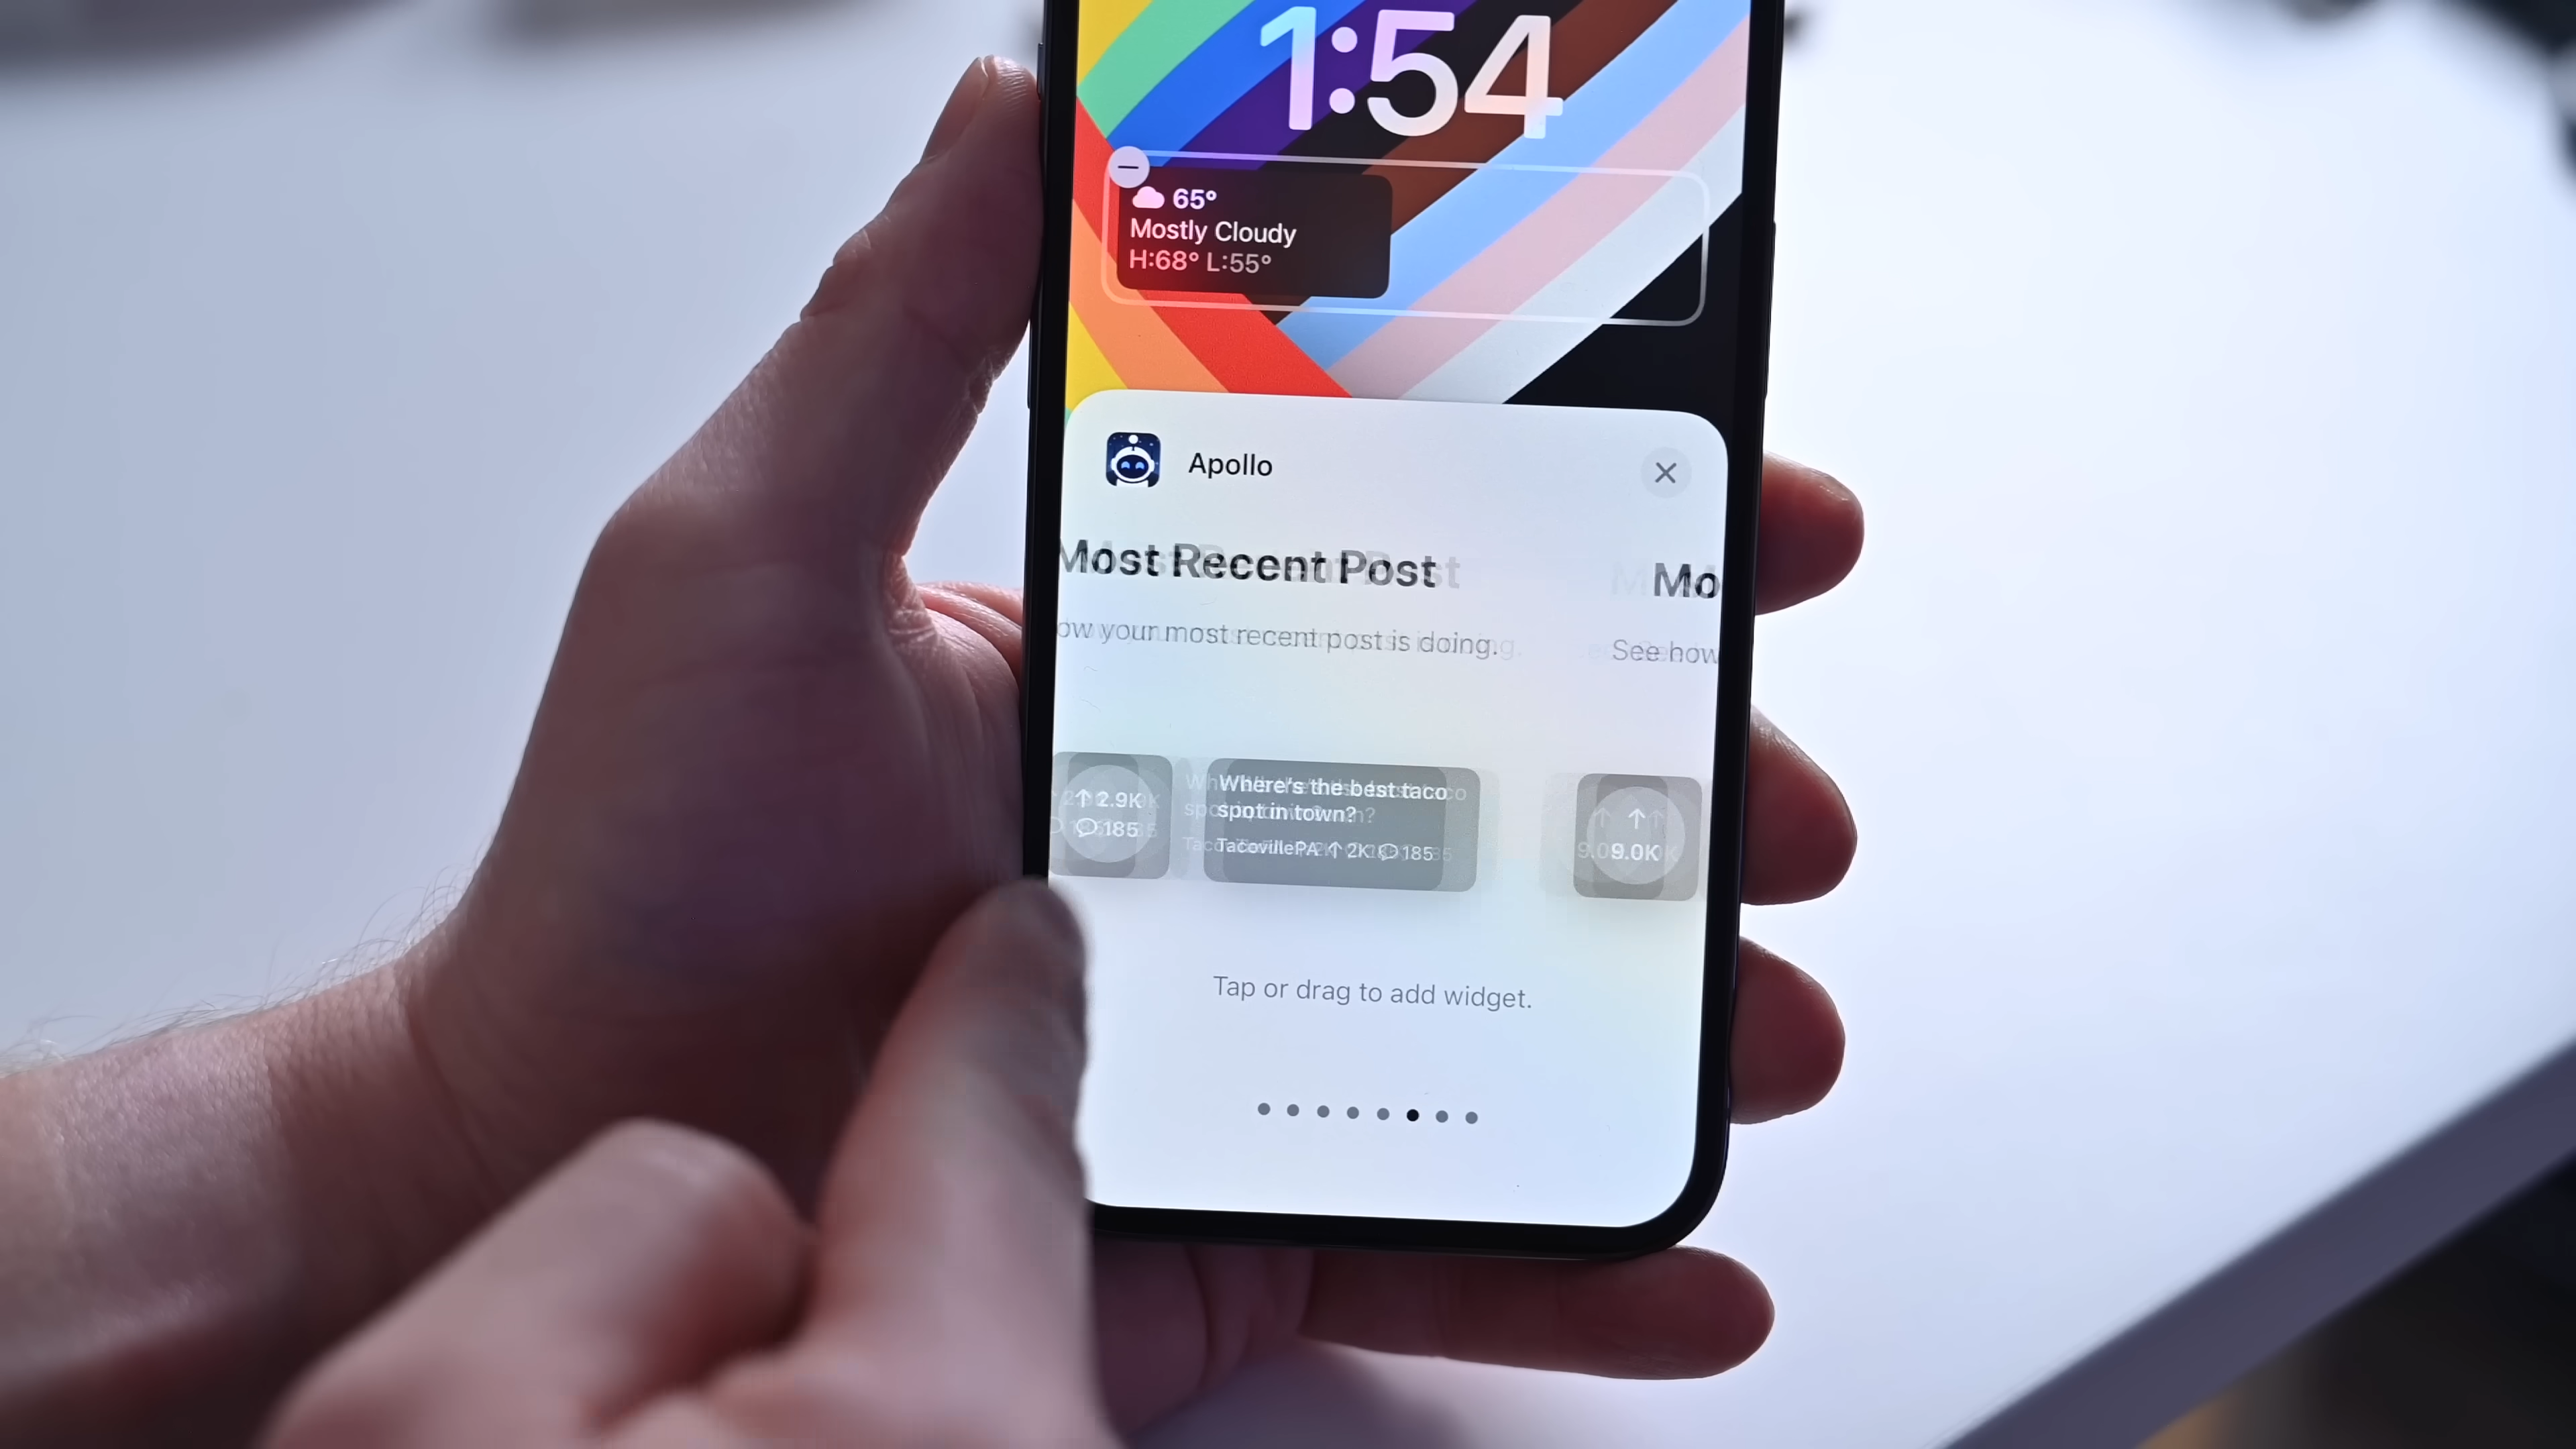 1:54
65°
Mostly Cloudy
H:68° L:55°
Apollo
Most Recent Post
Mo
ow your most recent post is doing.
See how
2.9K
185
Where's the best taco
spot in town?
TacovillePA 2K 185
9.0K
Tap or drag to add widget.